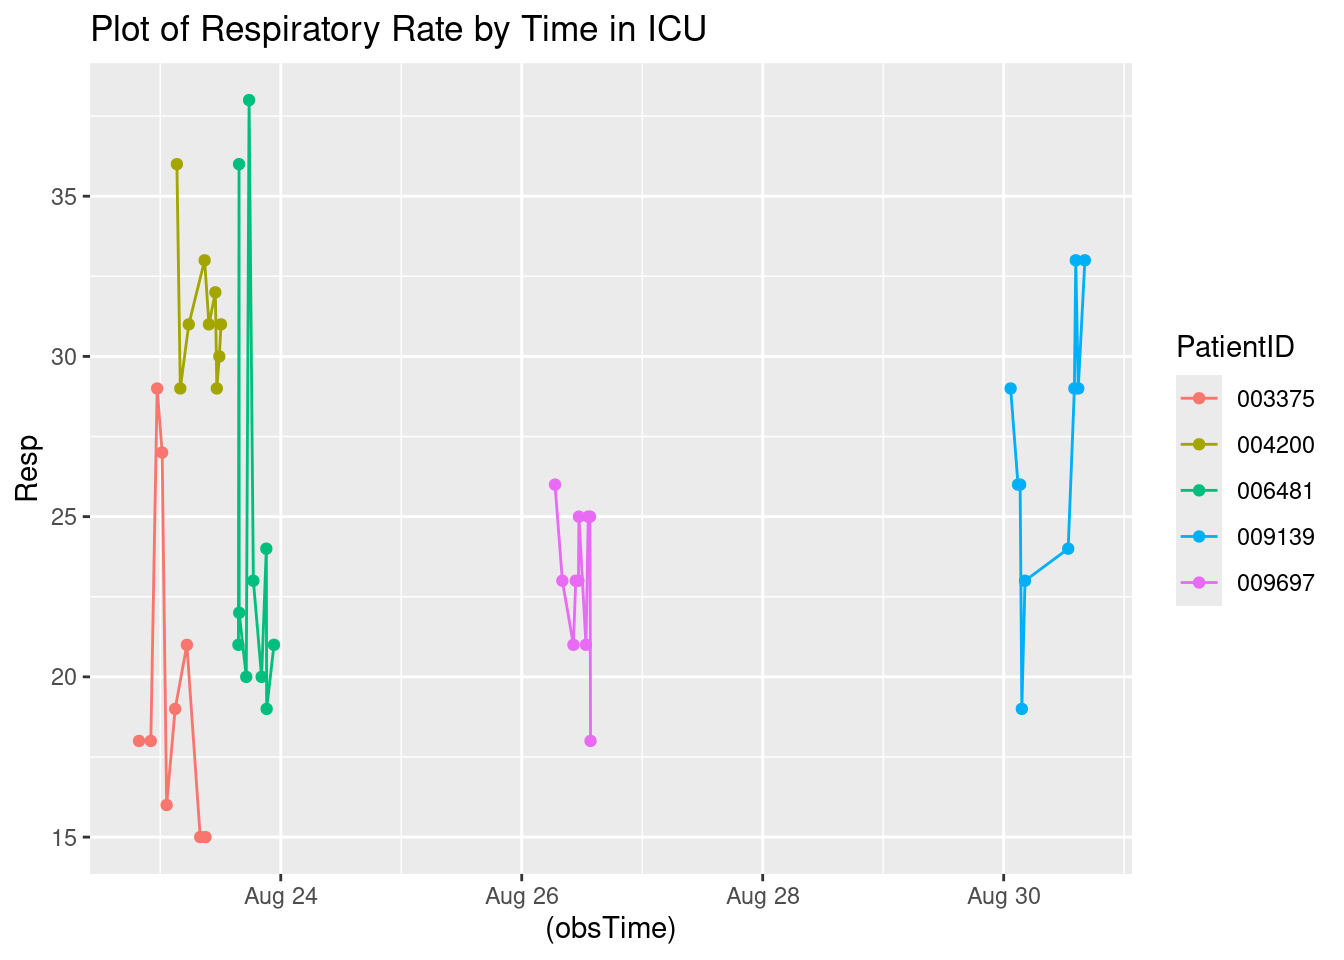 Plot of Respiratory Rate by Time in ICU
Resp
35
30
25
20
15
Aug 24
Aug 26
Aug 28
Aug 30
(obsTime)
PatientID
003375
004200
006481
009139
009697